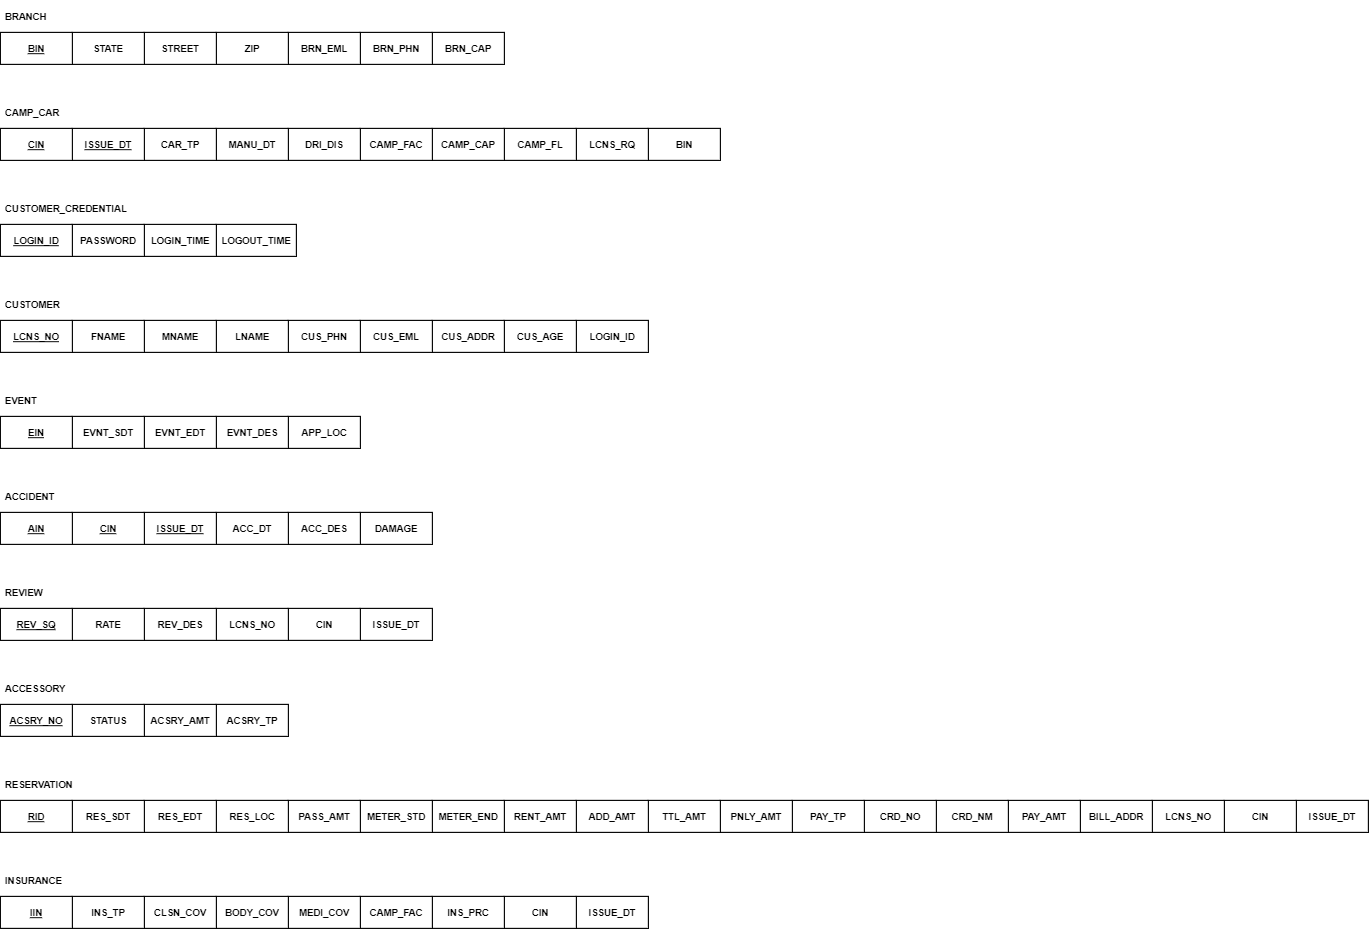 BRANCH
BIN STATE STREET ZIP BRN_EML BRN_PHN BRN_CAP
CAMP_CAR
CIN ISSUE_DT CAR_TP MANU_DT DRI_DIS CAMP_FAC CAMP_CAP CAMP_FL LCNS_RQ BIN
CUSTOMER_CREDENTIAL
LOGIN_ID PASSWORD LOGIN_TIME LOGOUT_TIME
CUSTOMER
LCNS_NO FNAME MNAME LNAME CUS_PHN CUS_EML CUS_ADDR CUS_AGE LOGIN_ID
EVENT
EIN EVNT_SDT EVNT_EDT EVNT_DES APP_LOC
ACCIDENT
AIN CIN ISSUE_DT ACC_DT ACC_DES DAMAGE
REVIEW
REV_SQ RATE REV_DES LCNS_NO CIN ISSUE_DT
ACCESSORY
ACSRY_NO STATUS ACSRY_AMT ACSRY_TP
RESERVATION
RID RES_SDT RES_EDT RES_LOC PASS_AMT METER_STD METER_END RENT_AMT ADD_AMT TTL_AMT PNLY_AMT PAY_TP CRD_NO CRD_NM PAY_AMT BILL_ADDR LCNS_NO CIN ISSUE_DT
INSURANCE
IIN INS_TP CLSN_COV BODY_COV MEDI_COV CAMP_FAC INS_PRC CIN ISSUE_DT